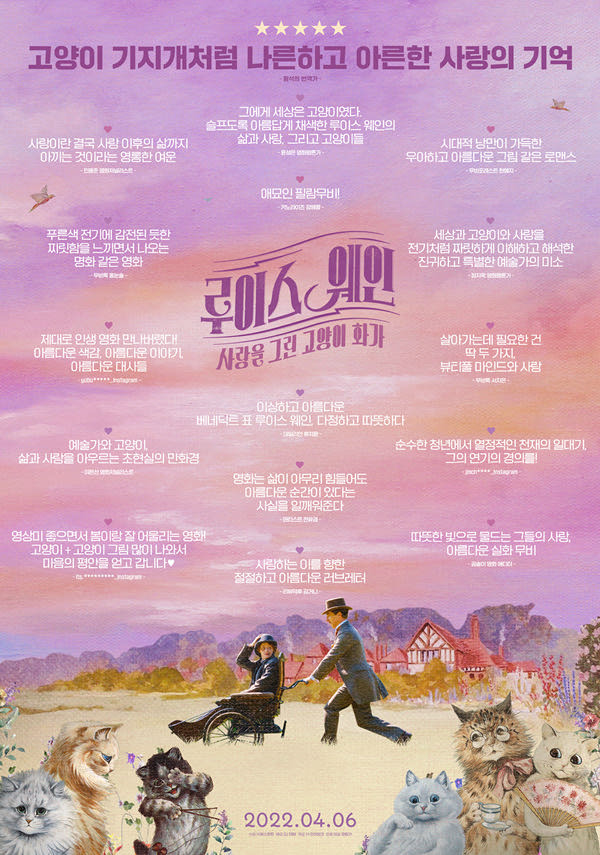 고양이 기지개처럼 나른하고 아른한 사랑의 기억
- 황석희 번역가 -
그에게 세상은 고양이였다.
슬프도록 아름답게 채색한 루이스 웨인의
삶과 사랑, 그리고 고양이들
사랑이란 결국 사랑 이후의 삶까지
아끼는 것이라는 영롱한 여운
시대적 낭만이 가득한
우아하고 아름다운 그림 같은 로맨스
애묘인 필람무비!
푸른색 전기에 감전된 듯한
찌릿함을 느끼면서 나오는
명화 같은 영화
세상과 고양이와 사랑을
전기처럼 짜릿하게 이해하고 해석한
진귀하고 특별한 예술가의 미소
루이스 웨인
사랑을 그린 고양이 화가
제대로 인생 영화 만나버렸다!
아름다운 색감, 아름다운 이야기,
아름다운 대사들
살아가는데 필요한 건
딱 두 가지,
뷰티풀 마인드와 사랑
이상하고 아름다운
베네딕트 표 루이스 웨인. 다정하고 따뜻하다
예술가와 고양이,
삶과 사랑을 아우르는 초현실의 만화경
순수한 청년에서 열정적인 천재의 일대기,
그의 연기의 경의를!
영화는 삶이 아무리 힘들어도
아름다운 순간이 있다는
사실을 일깨워준다
영상미 좋으면서 봄이랑 잘 어울리는 영화!
고양이 + 고양이 그림 많이 나와서
마음의 평안을 얻고 갑니다♥
따뜻한 빛으로 물드는 그들의 사랑,
아름다운 실화 무비
사랑하는 이를 향한
절절하고 아름다운 러브레터
2022.04.06